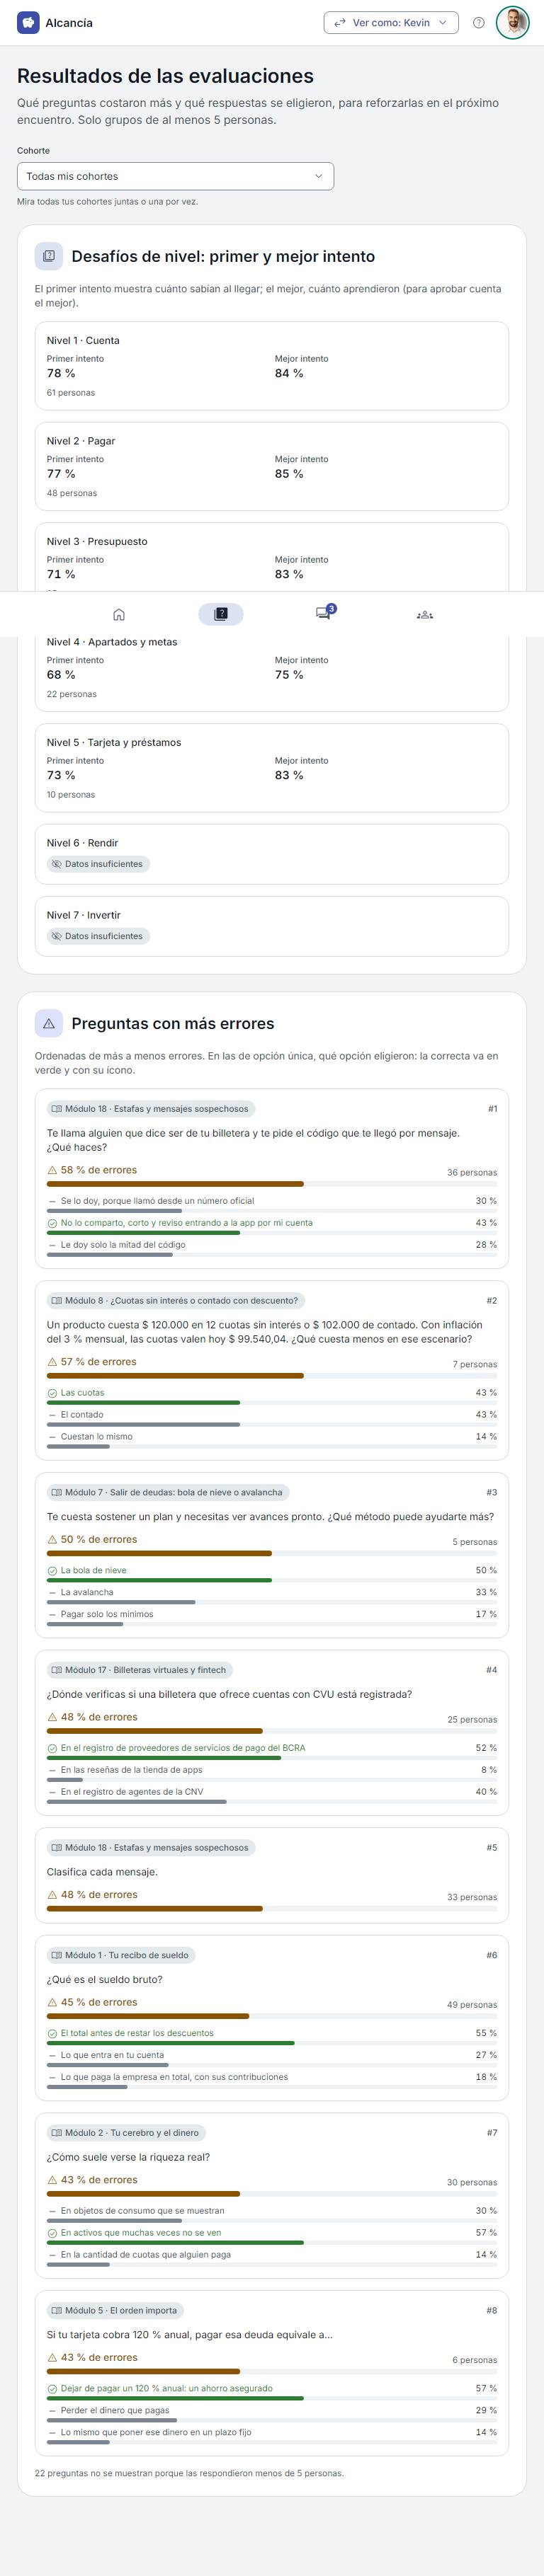 Alcancía
Ver como: Kevin
Resultados de las evaluaciones
Qué preguntas costaron más y qué respuestas se eligieron, para reforzarlas en el próximo
encuentro. Solo grupos de al menos 5 personas.
Cohorte
Todas mis cohortes
Mira todas tus cohortes juntas o una por vez.
Desafíos de nivel: primer y mejor intento
El primer intento muestra cuánto sabían al llegar; el mejor, cuánto aprendieron (para aprobar cuenta
el mejor).
Nivel 1 · Cuenta
Primer intento Mejor intento
78 % 84 %
61 personas
Nivel 2 · Pagar
Primer intento Mejor intento
77 % 85 %
48 personas
Nivel 3 · Presupuesto
Primer intento Mejor intento
71 % 83 %
3
Nivel 4 · Apartados y metas
Primer intento Mejor intento
68 % 75 %
22 personas
Nivel 5 · Tarjeta y préstamos
Primer intento Mejor intento
73 % 83 %
10 personas
Nivel 6 · Rendir
Datos insuficientes
Nivel 7 · Invertir
Datos insuficientes
Preguntas con más errores
Ordenadas de más a menos errores. En las de opción única, qué opción eligieron: la correcta va en
verde y con su ícono.
Módulo 18 · Estafas y mensajes sospechosos #1
Te llama alguien que dice ser de tu billetera y te pide el código que te llegó por mensaje.
¿Qué haces?
58 % de errores 36 personas
Se lo doy, porque llamó desde un número oficial 30 %
No lo comparto, corto y reviso entrando a la app por mi cuenta 43 %
Le doy solo la mitad del código 28 %
Módulo 8 · ¿Cuotas sin interés o contado con descuento? #2
Un producto cuesta $ 120.000 en 12 cuotas sin interés o $ 102.000 de contado. Con inflación
del 3 % mensual, las cuotas valen hoy $ 99.540,04. ¿Qué cuesta menos en ese escenario?
57 % de errores 7 personas
Las cuotas 43 %
El contado 43 %
Cuestan lo mismo 14 %
Módulo 7 · Salir de deudas: bola de nieve o avalancha #3
Te cuesta sostener un plan y necesitas ver avances pronto. ¿Qué método puede ayudarte más?
50 % de errores 5 personas
La bola de nieve 50 %
La avalancha 33 %
Pagar solo los mínimos 17 %
Módulo 17 · Billeteras virtuales y fintech #4
¿Dónde verificas si una billetera que ofrece cuentas con CVU está registrada?
48 % de errores 25 personas
En el registro de proveedores de servicios de pago del BCRA 52 %
En las reseñas de la tienda de apps 8 %
En el registro de agentes de la CNV 40 %
Módulo 18 · Estafas y mensajes sospechosos #5
Clasifica cada mensaje.
48 % de errores 33 personas
Módulo 1 · Tu recibo de sueldo #6
¿Qué es el sueldo bruto?
45 % de errores 49 personas
El total antes de restar los descuentos 55 %
Lo que entra en tu cuenta 27 %
Lo que paga la empresa en total, con sus contribuciones 18 %
Módulo 2 · Tu cerebro y el dinero #7
¿Cómo suele verse la riqueza real?
43 % de errores 30 personas
En objetos de consumo que se muestran 30 %
En activos que muchas veces no se ven 57 %
En la cantidad de cuotas que alguien paga 14 %
Módulo 5 · El orden importa #8
Si tu tarjeta cobra 120 % anual, pagar esa deuda equivale a...
43 % de errores 6 personas
Dejar de pagar un 120 % anual: un ahorro asegurado 57 %
Perder el dinero que pagas 29 %
Lo mismo que poner ese dinero en un plazo fijo 14 %
22 preguntas no se muestran porque las respondieron menos de 5 personas.